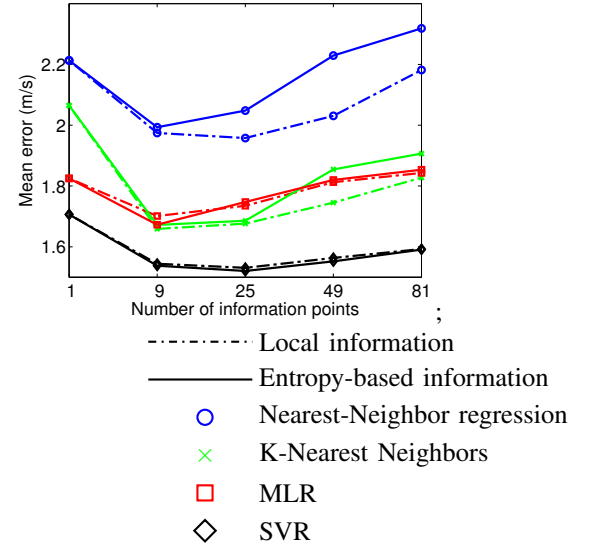 Mean error (m/s)
2.2
2
1.8
1.6
1 9 25 49 81
Number of information points
;
Local information
Entropy-based information
Nearest-Neighbor regression
K-Nearest Neighbors
MLR
SVR